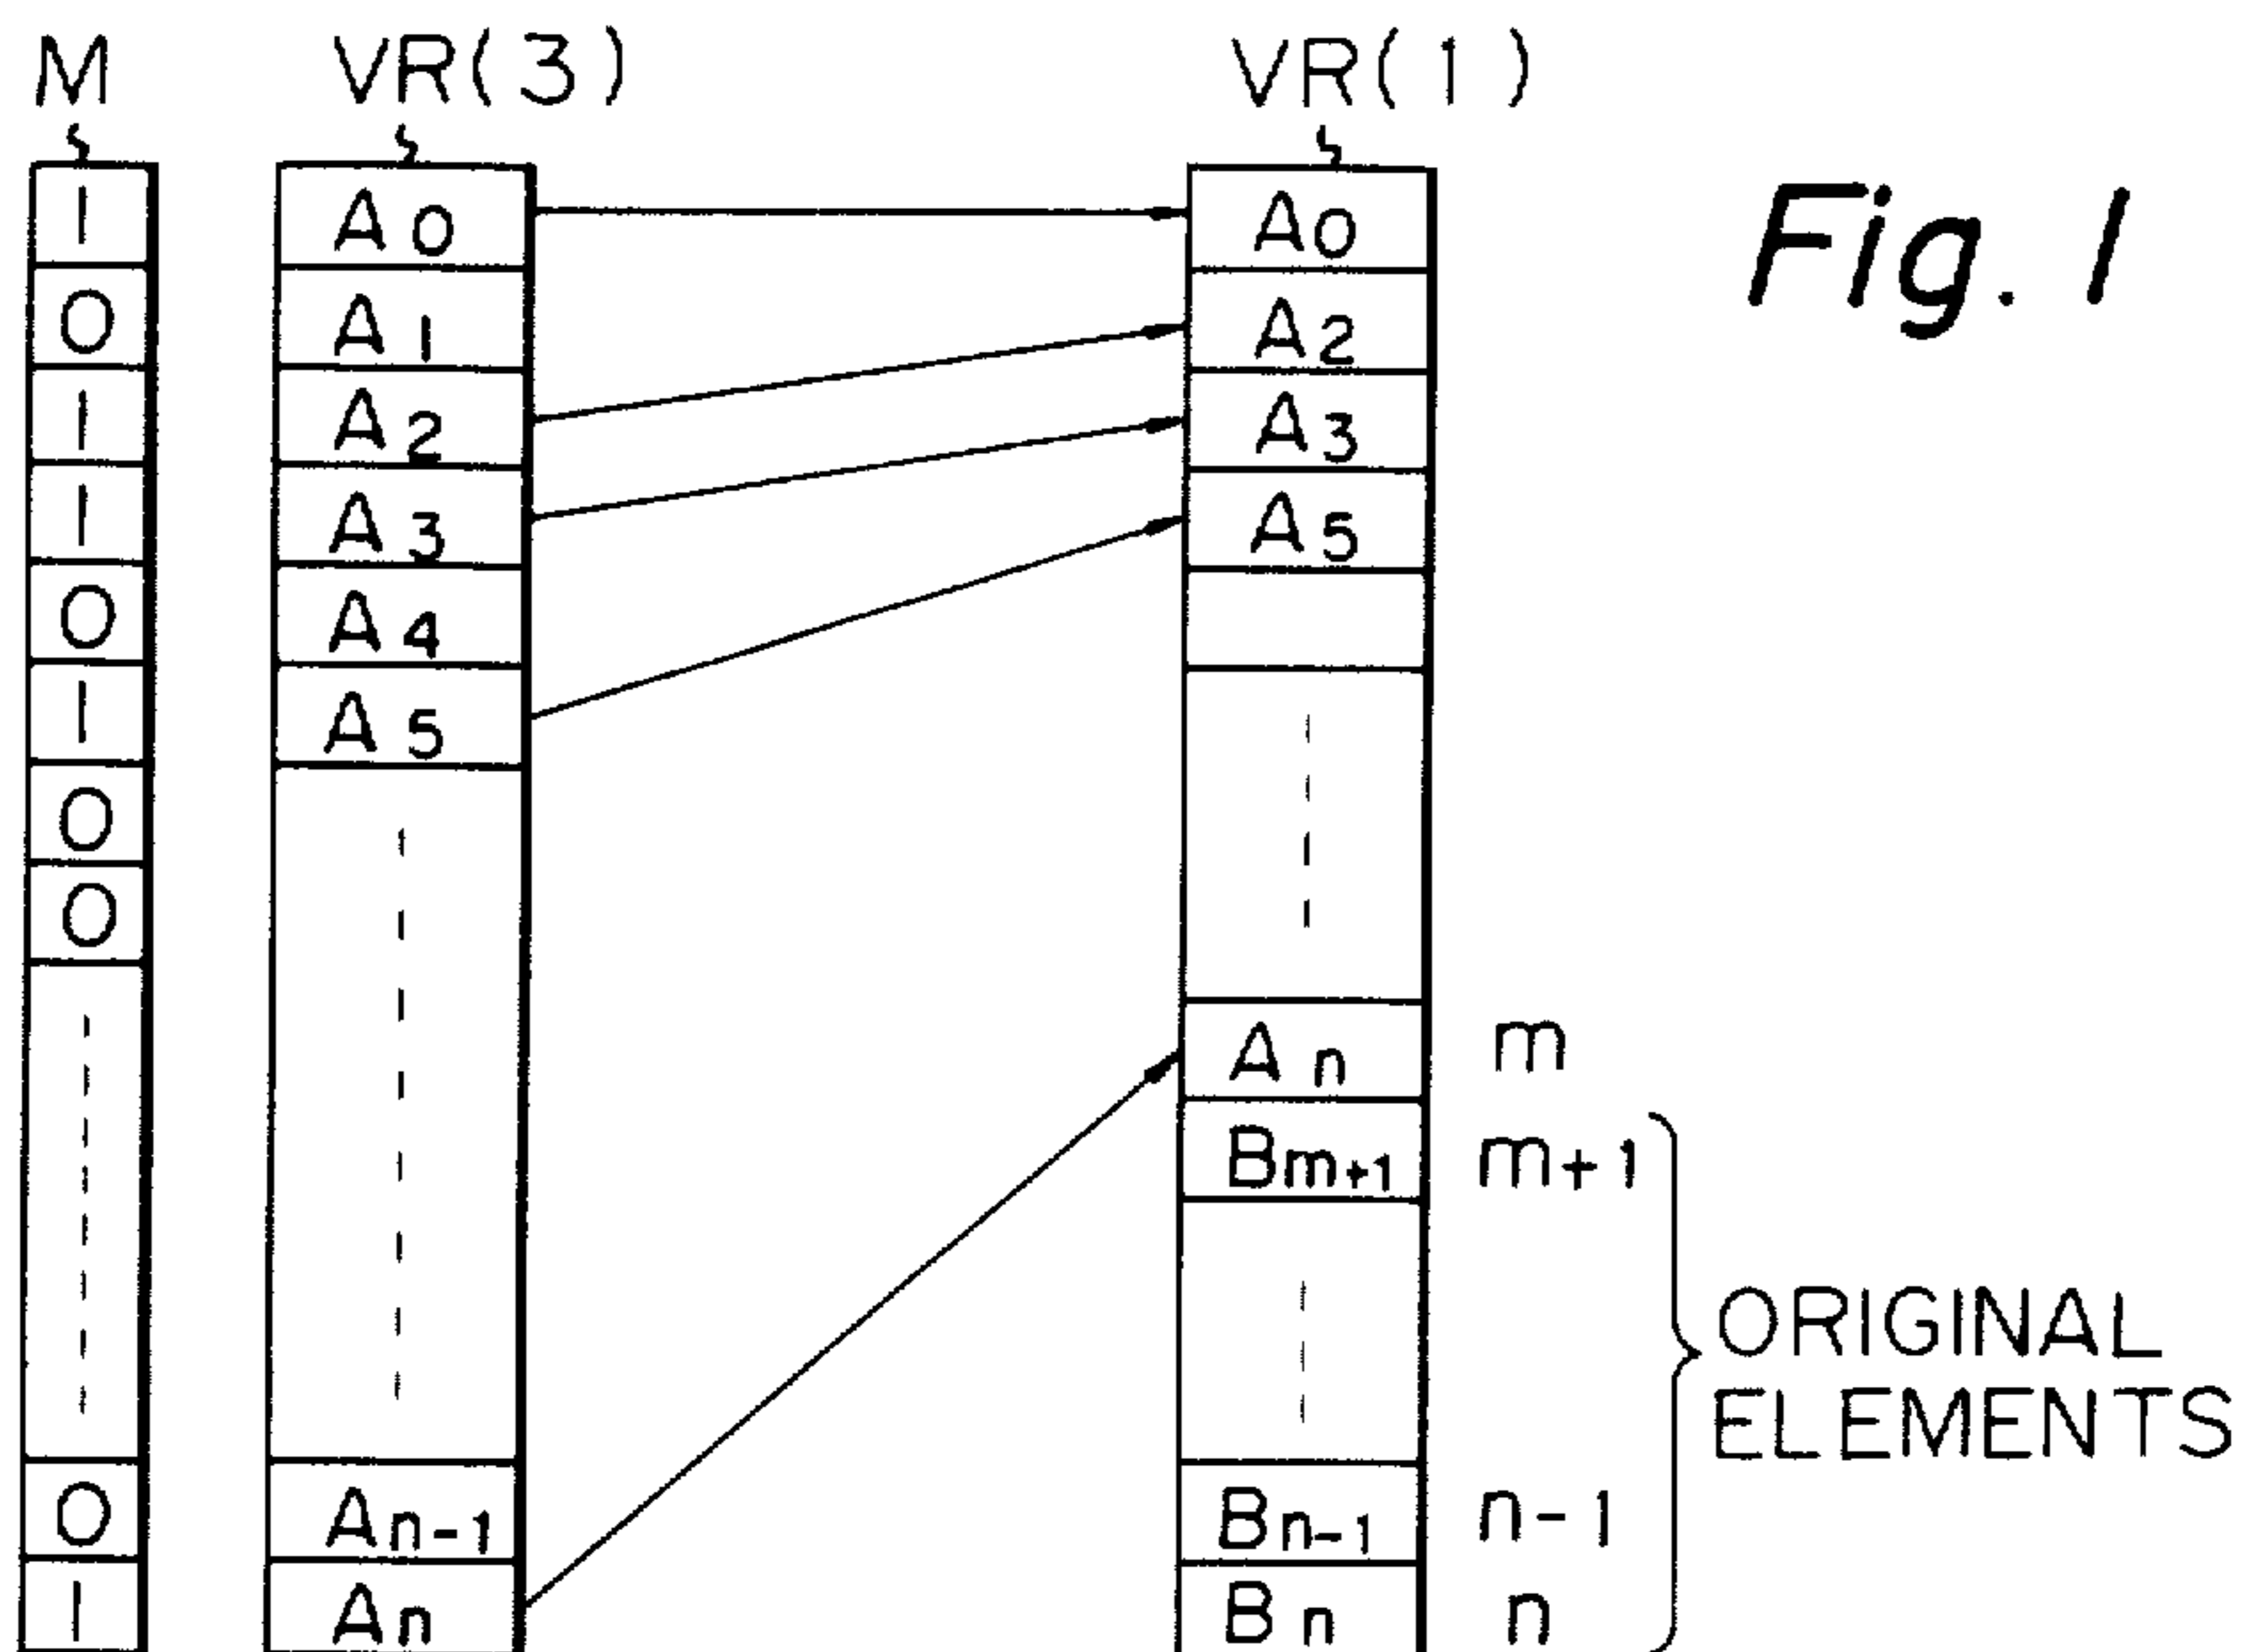 M VR(3) VR(1)
Fig. 1
1 A0 A0
0 A1 A2
1 A2 A3
1 A3 A5
0 A4
1 A5
0
0
An m
Bm+1 m+1
ORIGINAL
ELEMENTS
0 An-1 Bn-1 n-1
1 An Bn n